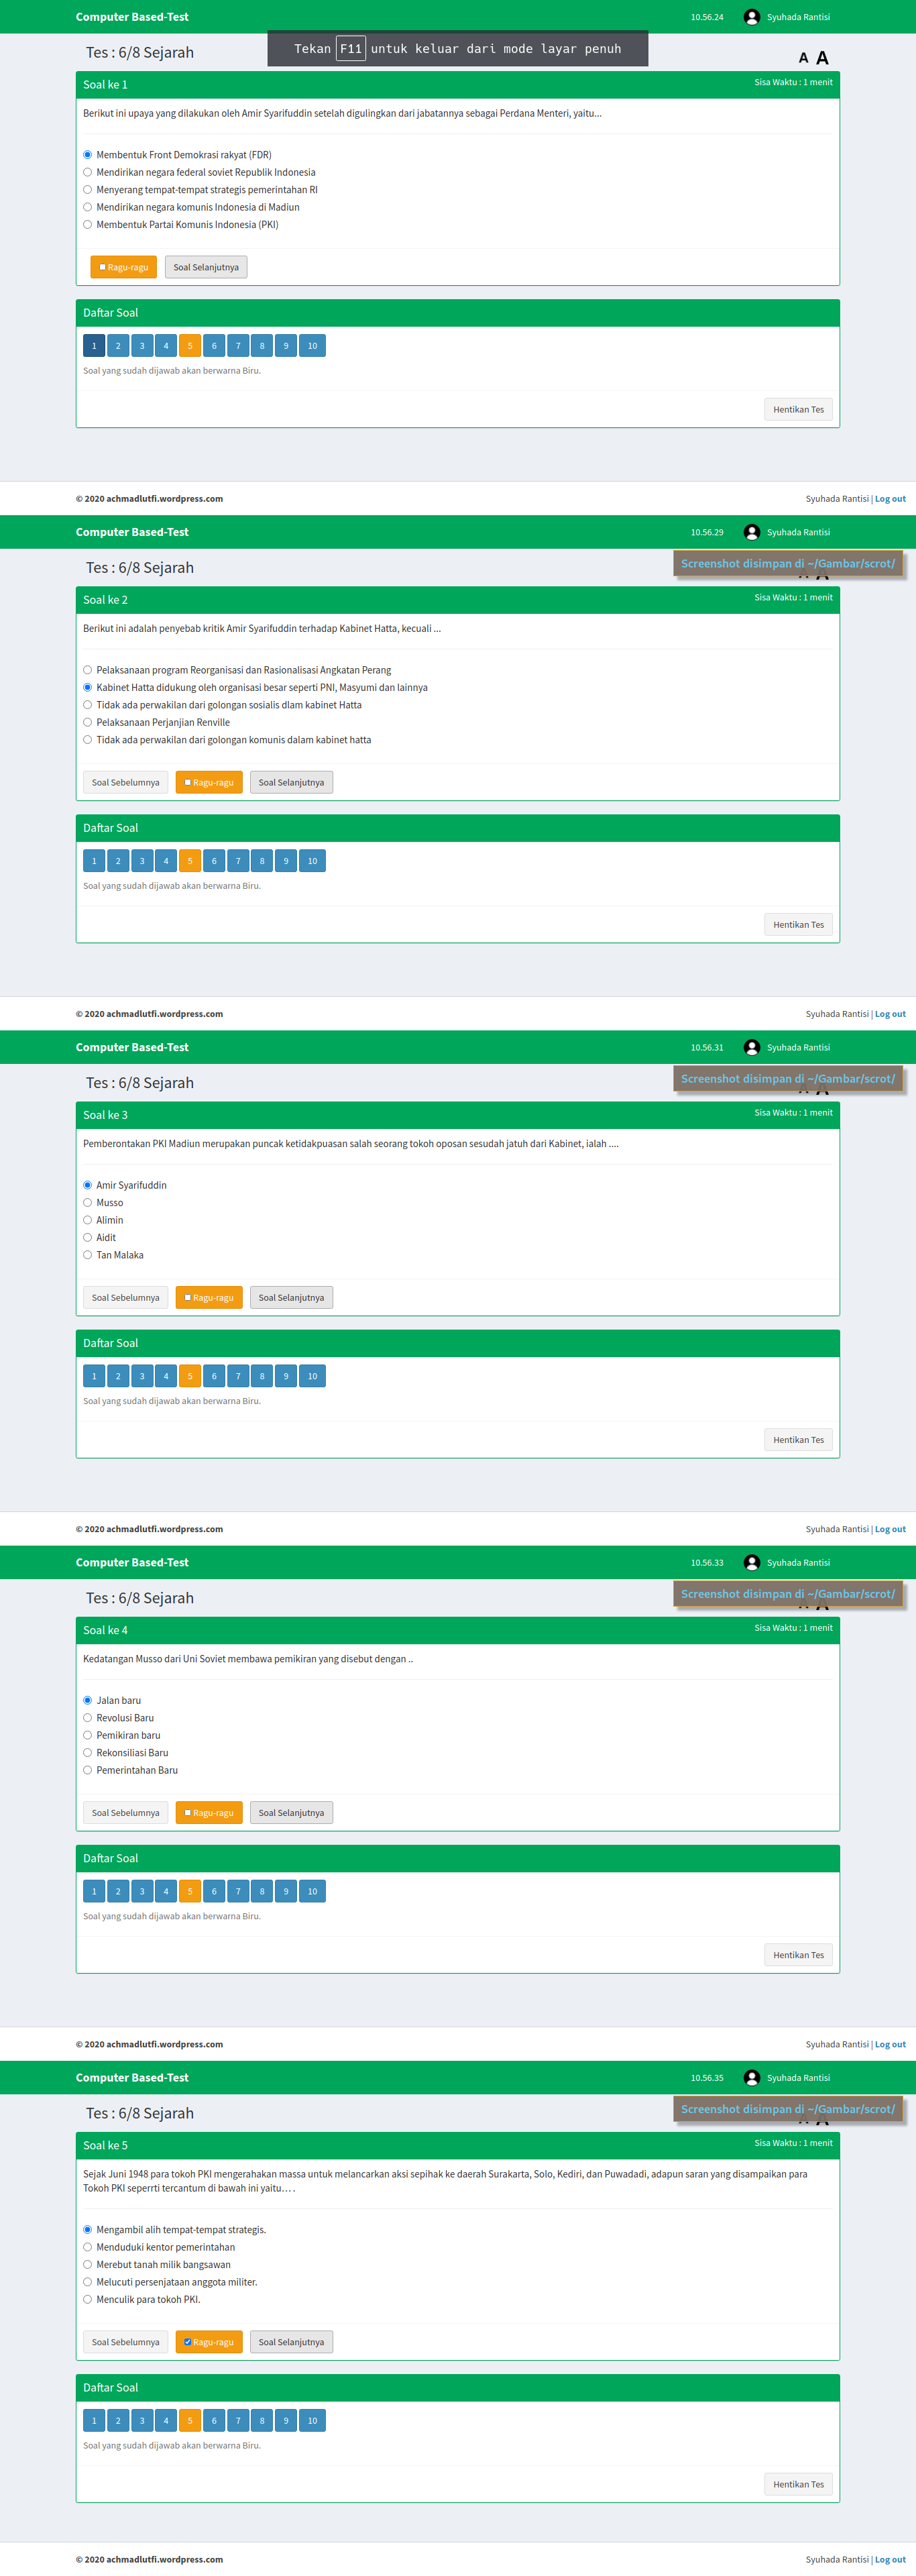 Computer Based-Test 10.56.24 Syuhada Rantisi
Tes : 6/8 Sejarah
Tekan F11 untuk keluar dari mode layar penuh
A A
Soal ke 1 Sisa Waktu : 1 menit
Berikut ini upaya yang dilakukan oleh Amir Syarifuddin setelah digulingkan dari jabatannya sebagai Perdana Menteri, yaitu...
Membentuk Front Demokrasi rakyat (FDR)
Mendirikan negara federal soviet Republik Indonesia
Menyerang tempat-tempat strategis pemerintahan RI
Mendirikan negara komunis Indonesia di Madiun
Membentuk Partai Komunis Indonesia (PKI)
Ragu-ragu Soal Selanjutnya
Daftar Soal
1 2 3 4 5 6 7 8 9 10
Soal yang sudah dijawab akan berwarna Biru.
Hentikan Tes
© 2020 achmadlutfi.wordpress.com Syuhada Rantisi | Log out
Computer Based-Test 10.56.29 Syuhada Rantisi
Tes : 6/8 Sejarah
Screenshot disimpan di ~/Gambar/scrot/
A A
Soal ke 2 Sisa Waktu : 1 menit
Berikut ini adalah penyebab kritik Amir Syarifuddin terhadap Kabinet Hatta, kecuali ...
Pelaksanaan program Reorganisasi dan Rasionalisasi Angkatan Perang
Kabinet Hatta didukung oleh organisasi besar seperti PNI, Masyumi dan lainnya
Tidak ada perwakilan dari golongan sosialis dlam kabinet Hatta
Pelaksanaan Perjanjian Renville
Tidak ada perwakilan dari golongan komunis dalam kabinet hatta
Soal Sebelumnya Ragu-ragu Soal Selanjutnya
Daftar Soal
1 2 3 4 5 6 7 8 9 10
Soal yang sudah dijawab akan berwarna Biru.
Hentikan Tes
© 2020 achmadlutfi.wordpress.com Syuhada Rantisi | Log out
Computer Based-Test 10.56.31 Syuhada Rantisi
Tes : 6/8 Sejarah
Screenshot disimpan di ~/Gambar/scrot/
A A
Soal ke 3 Sisa Waktu : 1 menit
Pemberontakan PKI Madiun merupakan puncak ketidakpuasan salah seorang tokoh oposan sesudah jatuh dari Kabinet, ialah ....
Amir Syarifuddin
Musso
Alimin
Aidit
Tan Malaka
Soal Sebelumnya Ragu-ragu Soal Selanjutnya
Daftar Soal
1 2 3 4 5 6 7 8 9 10
Soal yang sudah dijawab akan berwarna Biru.
Hentikan Tes
© 2020 achmadlutfi.wordpress.com Syuhada Rantisi | Log out
Computer Based-Test 10.56.33 Syuhada Rantisi
Tes : 6/8 Sejarah
Screenshot disimpan di ~/Gambar/scrot/
A A
Soal ke 4 Sisa Waktu : 1 menit
Kedatangan Musso dari Uni Soviet membawa pemikiran yang disebut dengan ..
Jalan baru
Revolusi Baru
Pemikiran baru
Rekonsiliasi Baru
Pemerintahan Baru
Soal Sebelumnya Ragu-ragu Soal Selanjutnya
Daftar Soal
1 2 3 4 5 6 7 8 9 10
Soal yang sudah dijawab akan berwarna Biru.
Hentikan Tes
© 2020 achmadlutfi.wordpress.com Syuhada Rantisi | Log out
Computer Based-Test 10.56.35 Syuhada Rantisi
Tes : 6/8 Sejarah
Screenshot disimpan di ~/Gambar/scrot/
A A
Soal ke 5 Sisa Waktu : 1 menit
Sejak Juni 1948 para tokoh PKI mengerahakan massa untuk melancarkan aksi sepihak ke daerah Surakarta, Solo, Kediri, dan Puwadadi, adapun saran yang disampaikan para
Tokoh PKI seperrti tercantum di bawah ini yaitu… .
Mengambil alih tempat-tempat strategis.
Menduduki kentor pemerintahan
Merebut tanah milik bangsawan
Melucuti persenjataan anggota militer.
Menculik para tokoh PKI.
Soal Sebelumnya Ragu-ragu Soal Selanjutnya
Daftar Soal
1 2 3 4 5 6 7 8 9 10
Soal yang sudah dijawab akan berwarna Biru.
Hentikan Tes
© 2020 achmadlutfi.wordpress.com Syuhada Rantisi | Log out